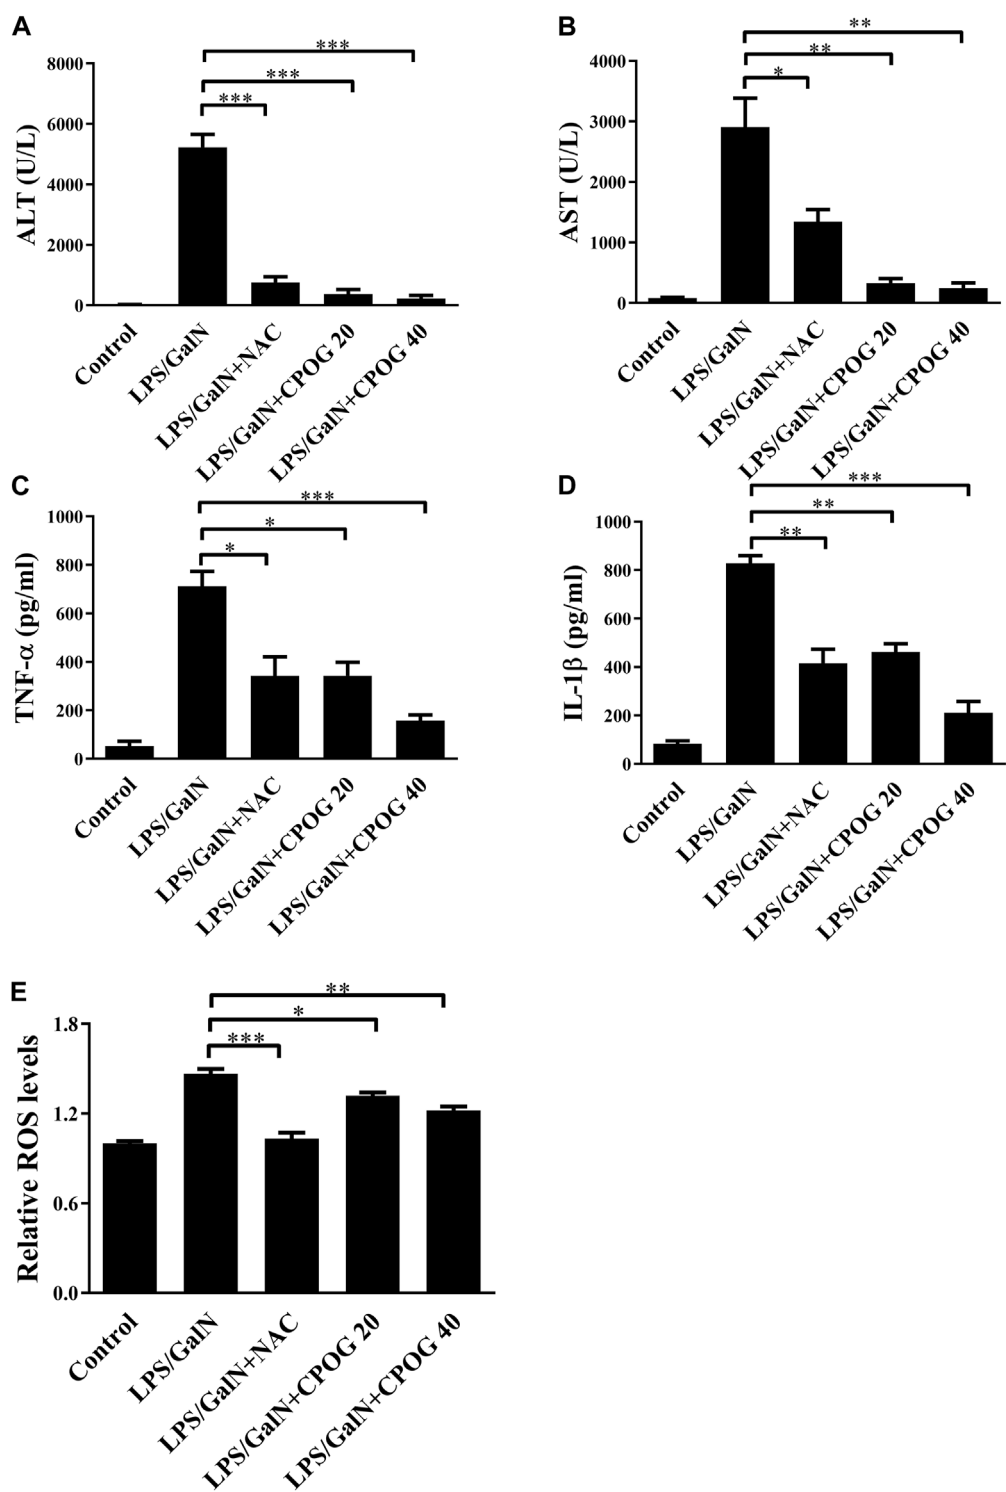 A
***
***
***
8000
6000
4000
2000
0
ALT (U/L)
Control
LPS/GalN
LPS/GalN+NAC
LPS/GalN+CPOG 20
LPS/GalN+CPOG 40
B
**
**
*
4000
3000
2000
1000
0
AST (U/L)
Control
LPS/GalN
LPS/GalN+NAC
LPS/GalN+CPOG 20
LPS/GalN+CPOG 40
C
***
*
*
1000
800
600
400
200
0
TNF-α (pg/ml)
Control
LPS/GalN
LPS/GalN+NAC
LPS/GalN+CPOG 20
LPS/GalN+CPOG 40
D
***
**
**
1000
800
600
400
200
0
IL-1β (pg/ml)
Control
LPS/GalN
LPS/GalN+NAC
LPS/GalN+CPOG 20
LPS/GalN+CPOG 40
E
**
*
***
1.8
1.2
0.6
0.0
Relative ROS levels
Control
LPS/GalN
LPS/GalN+NAC
LPS/GalN+CPOG 20
LPS/GalN+CPOG 40